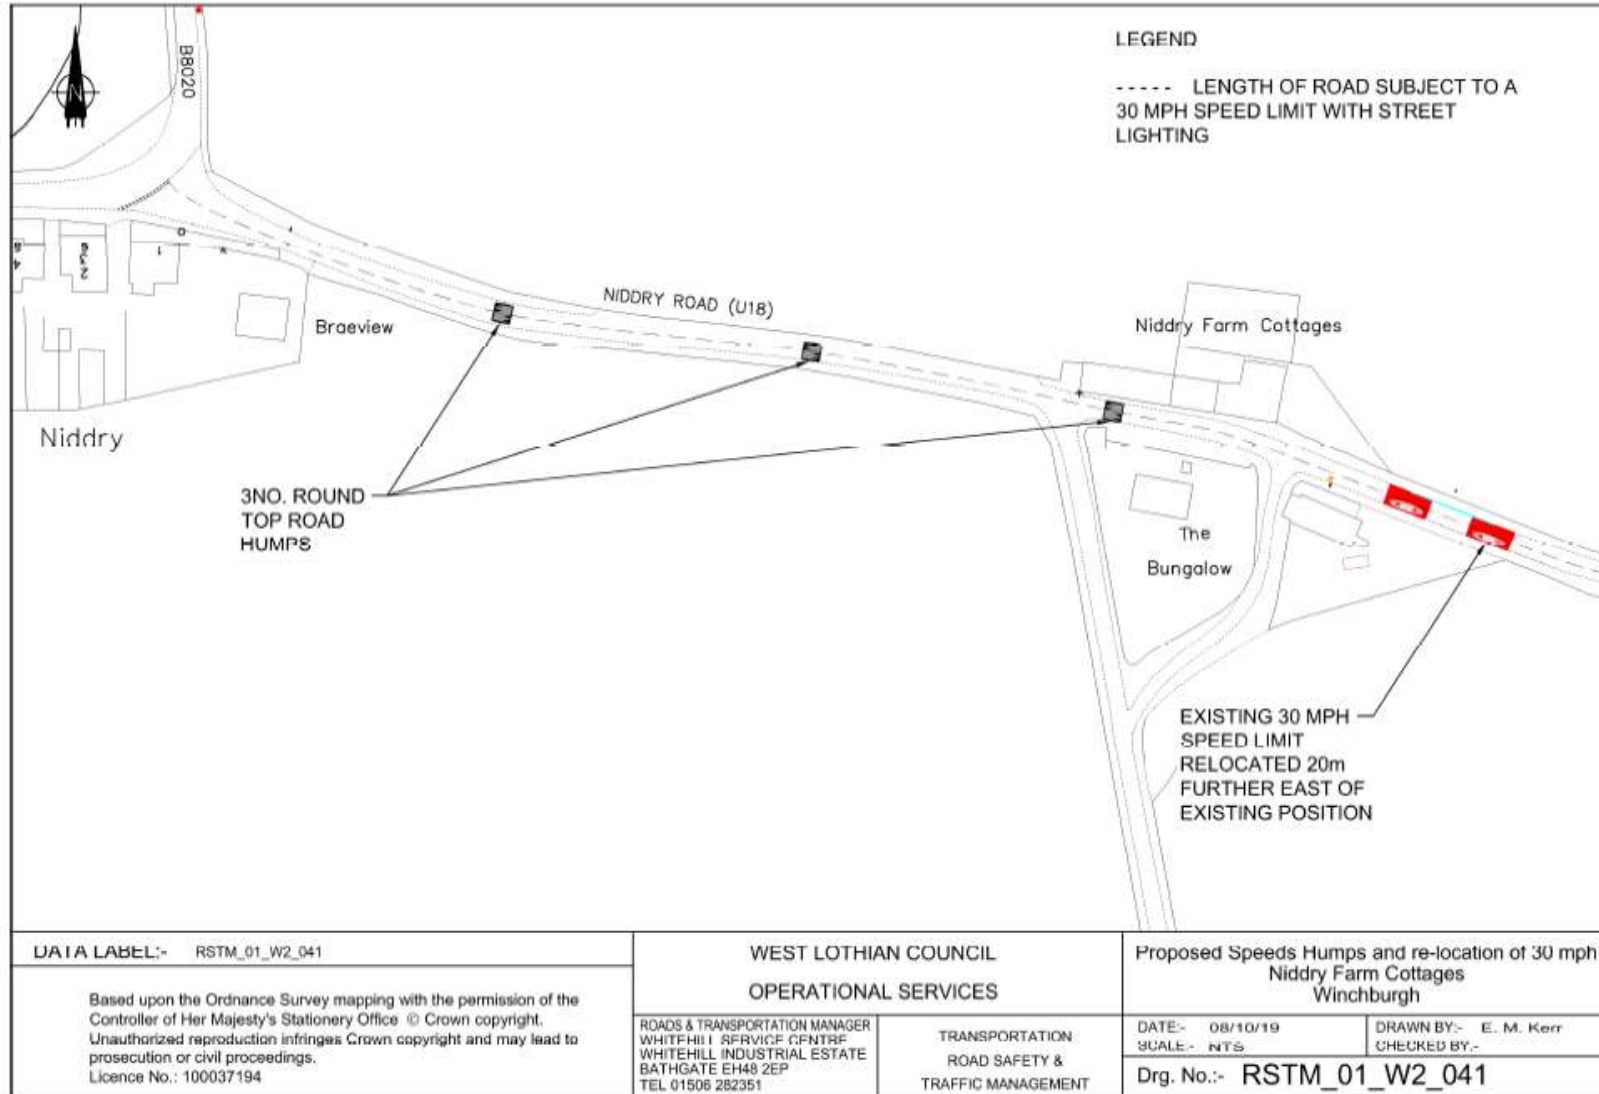 LEGEND
----- LENGTH OF ROAD SUBJECT TO A
30 MPH SPEED LIMIT WITH STREET
LIGHTING
B8020
N
NIDDRY ROAD (U18)
Braeview
Niddry Farm Cottages
Niddry
3NO. ROUND
TOP ROAD
HUMPS
The
Bungalow
EXISTING 30 MPH
SPEED LIMIT
RELOCATED 20m
FURTHER EAST OF
EXISTING POSITION
DATA LABEL:- RSTM_01_W2_041
Based upon the Ordnance Survey mapping with the permission of the
Controller of Her Majesty's Stationery Office © Crown copyright.
Unauthorized reproduction infringes Crown copyright and may lead to
prosecution or civil proceedings.
Licence No.: 100037194
WEST LOTHIAN COUNCIL
OPERATIONAL SERVICES
ROADS & TRANSPORTATION MANAGER
WHITEHILL SERVICE CENTRE
WHITEHILL INDUSTRIAL ESTATE
BATHGATE EH48 2EP
TEL 01506 282351
TRANSPORTATION
ROAD SAFETY &
TRAFFIC MANAGEMENT
Proposed Speeds Humps and re-location of 30 mph
Niddry Farm Cottages
Winchburgh
DATE:- 08/10/19
SCALE:- NTS
DRAWN BY:- E. M. Kerr
CHECKED BY:-
Drg. No.:- RSTM_01_W2_041